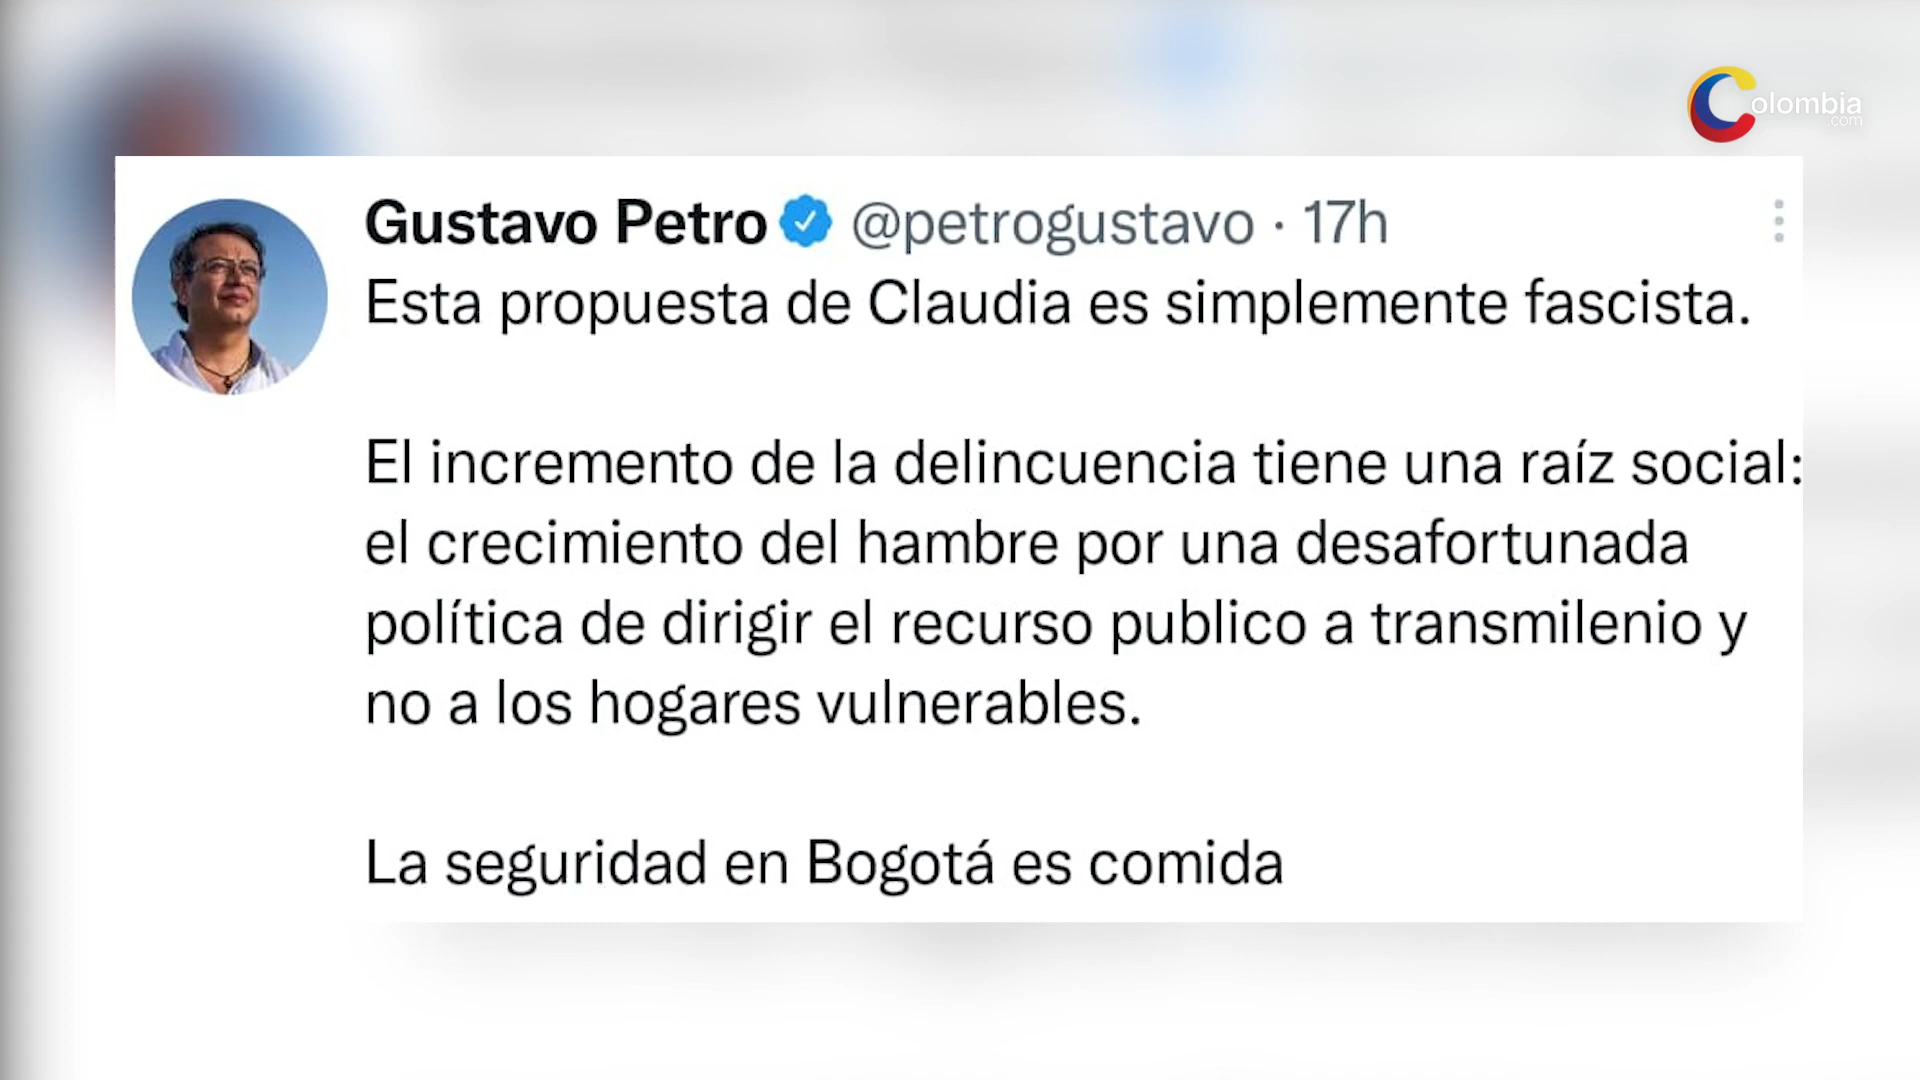 Colombia
.com
Gustavo Petro @petrogustavo · 17h
Esta propuesta de Claudia es simplemente fascista.
El incremento de la delincuencia tiene una raíz social:
el crecimiento del hambre por una desafortunada
política de dirigir el recurso publico a transmilenio y
no a los hogares vulnerables.
La seguridad en Bogotá es comida